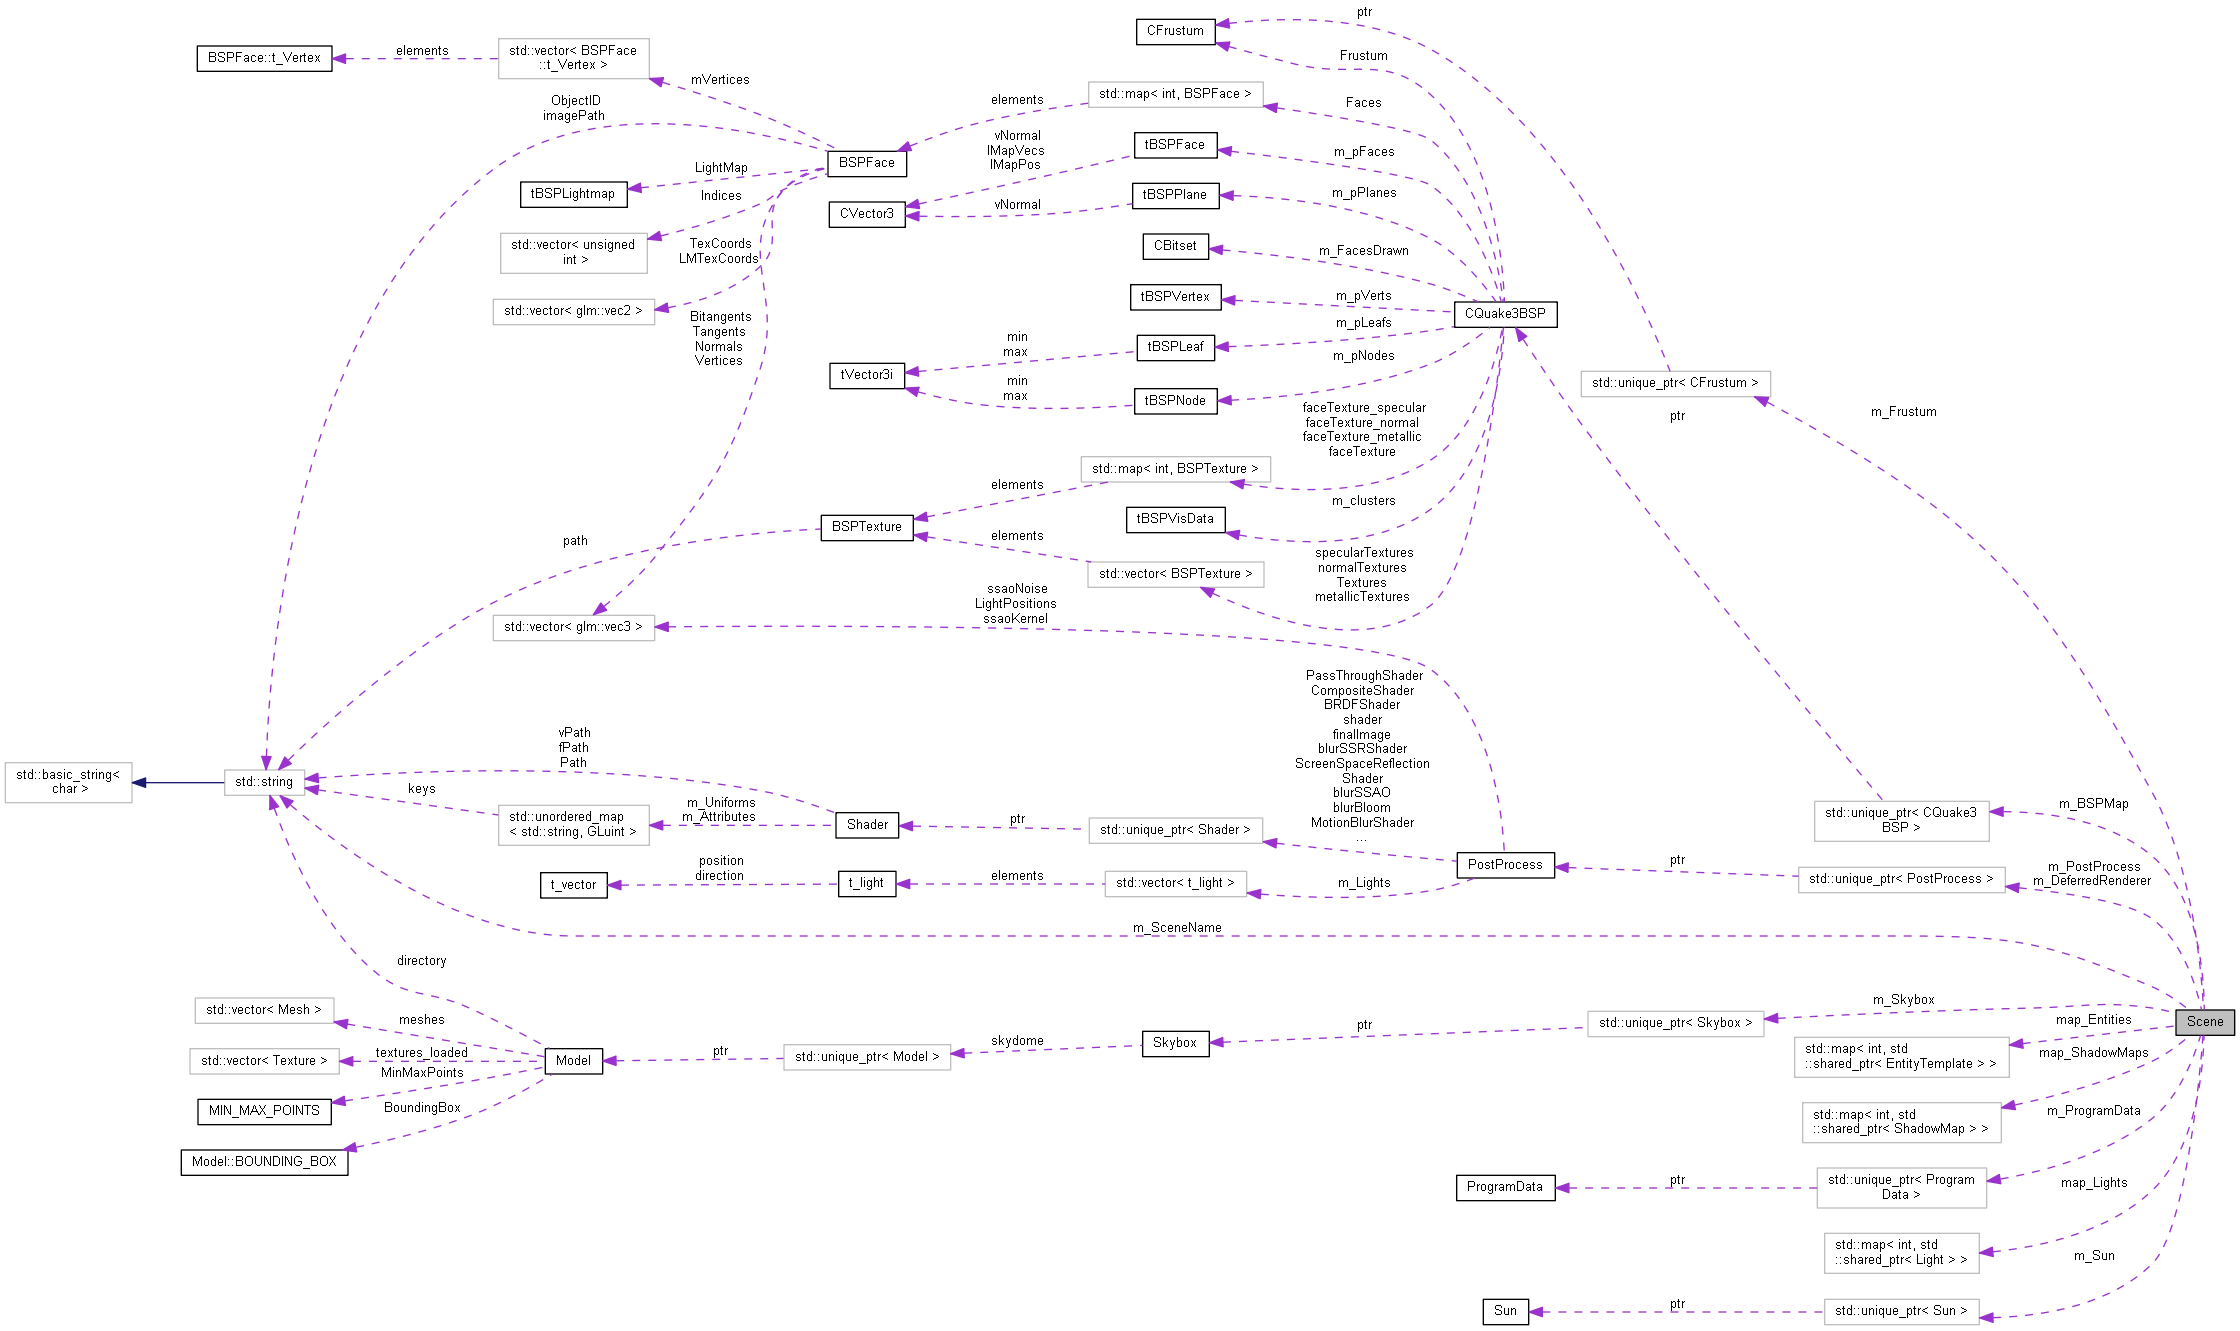 ptr
CFrustum
BSPFace::t_Vertex
elements
std::vector< BSPFace
::t_Vertex >
Frustum
mVertices
ObjectID
imagePath
elements
std::map< int, BSPFace >
Faces
vNormal
lMapVecs
lMapPos
tBSPFace
m_pFaces
BSPFace
LightMap
tBSPLightmap
Indices
CVector3
vNormal
tBSPPlane
m_pPlanes
std::vector< unsigned
int >
TexCoords
LMTexCoords
CBitset
m_FacesDrawn
std::vector< glm::vec2 >
tBSPVertex
m_pVerts
CQuake3BSP
Bitangents
Tangents
Normals
Vertices
min
max
tBSPLeaf
m_pLeafs
m_pNodes
tVector3i
min
max
tBSPNode
std::unique_ptr< CFrustum >
m_Frustum
ptr
faceTexture_specular
faceTexture_normal
faceTexture_metallic
faceTexture
std::map< int, BSPTexture >
elements
m_clusters
BSPTexture
tBSPVisData
path
elements
std::vector< BSPTexture >
specularTextures
normalTextures
Textures
metallicTextures
ssaoNoise
LightPositions
ssaoKernel
std::vector< glm::vec3 >
PassThroughShader
CompositeShader
BRDFShader
shader
finalImage
blurSSRShader
ScreenSpaceReflection
Shader
blurSSAO
blurBloom
MotionBlurShader
...
vPath
fPath
Path
std::basic_string<
char >
std::string
keys
std::unordered_map
< std::string, GLuint >
m_Uniforms
m_Attributes
Shader
ptr
std::unique_ptr< Shader >
std::unique_ptr< CQuake3
BSP >
m_BSPMap
t_vector
position
direction
t_light
elements
std::vector< t_light >
m_Lights
PostProcess
ptr
std::unique_ptr< PostProcess >
m_PostProcess
m_DeferredRenderer
m_SceneName
directory
std::vector< Mesh >
meshes
std::vector< Texture >
textures_loaded
MinMaxPoints
MIN_MAX_POINTS
BoundingBox
Model::BOUNDING_BOX
Model
ptr
std::unique_ptr< Model >
skydome
Skybox
ptr
std::unique_ptr< Skybox >
m_Skybox
Scene
map_Entities
std::map< int, std
::shared_ptr< EntityTemplate > >
map_ShadowMaps
std::map< int, std
::shared_ptr< ShadowMap > >
m_ProgramData
ProgramData
ptr
std::unique_ptr< Program
Data >
map_Lights
std::map< int, std
::shared_ptr< Light > >
m_Sun
Sun
ptr
std::unique_ptr< Sun >